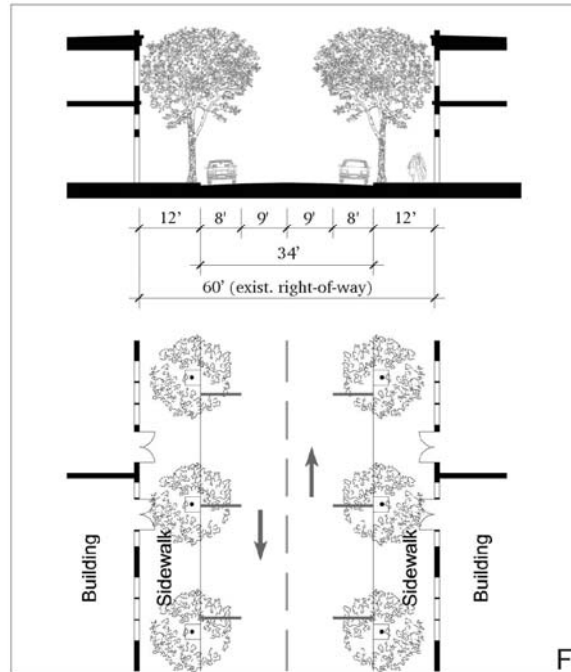 12' 8' 9' 9' 8' 12'
34'
60' (exist. right-of-way)
Building
Sidewalk
Sidewalk
Building
F